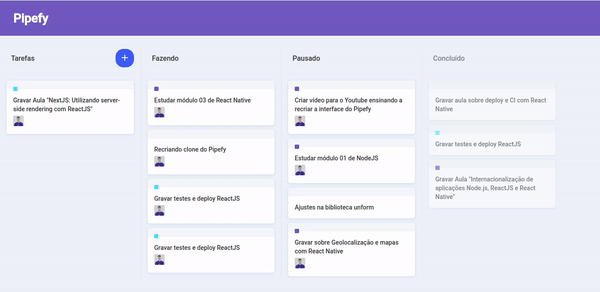 Pipefy
Tarefas
+
Gravar Aula "NextJS: Utilizando server-
side rendering com ReactJS"
Fazendo
Estudar módulo 03 de React Native
Recriando clone do Pipefy
Gravar testes e deploy ReactJS
Gravar testes e deploy ReactJS
Pausado
Criar vídeo para o Youtube ensinando a
recriar a interface do Pipefy
Estudar módulo 01 de NodeJS
Ajustes na biblioteca unform
Gravar sobre Geolocalização e mapas
com React Native
Concluído
Gravar aula sobre deploy e CI com React
Native
Gravar testes e deploy ReactJS
Gravar Aula "Internacionalização de
aplicações Node.js, ReactJS e React
Native"